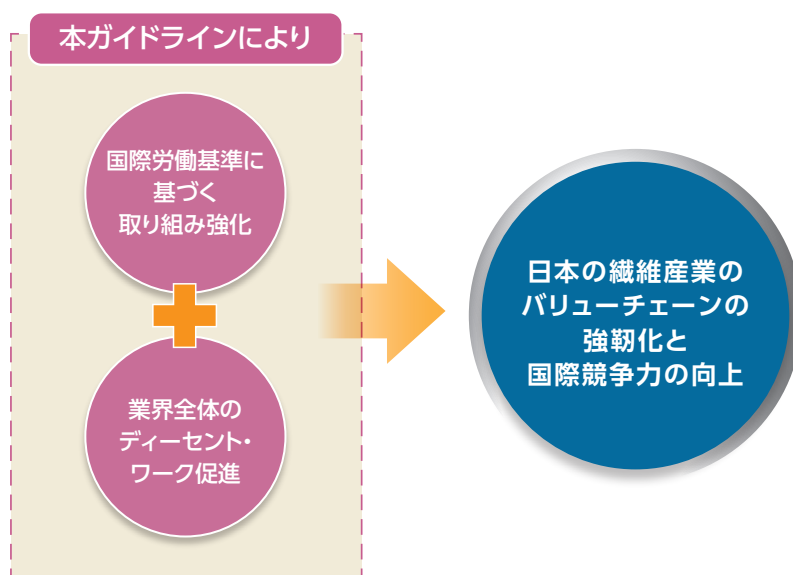 本ガイドラインにより
国際労働基準に
基づく
取り組み強化
業界全体の
ディーセント・
ワーク促進
日本の繊維産業の
バリューチェーンの
強靭化と
国際競争力の向上